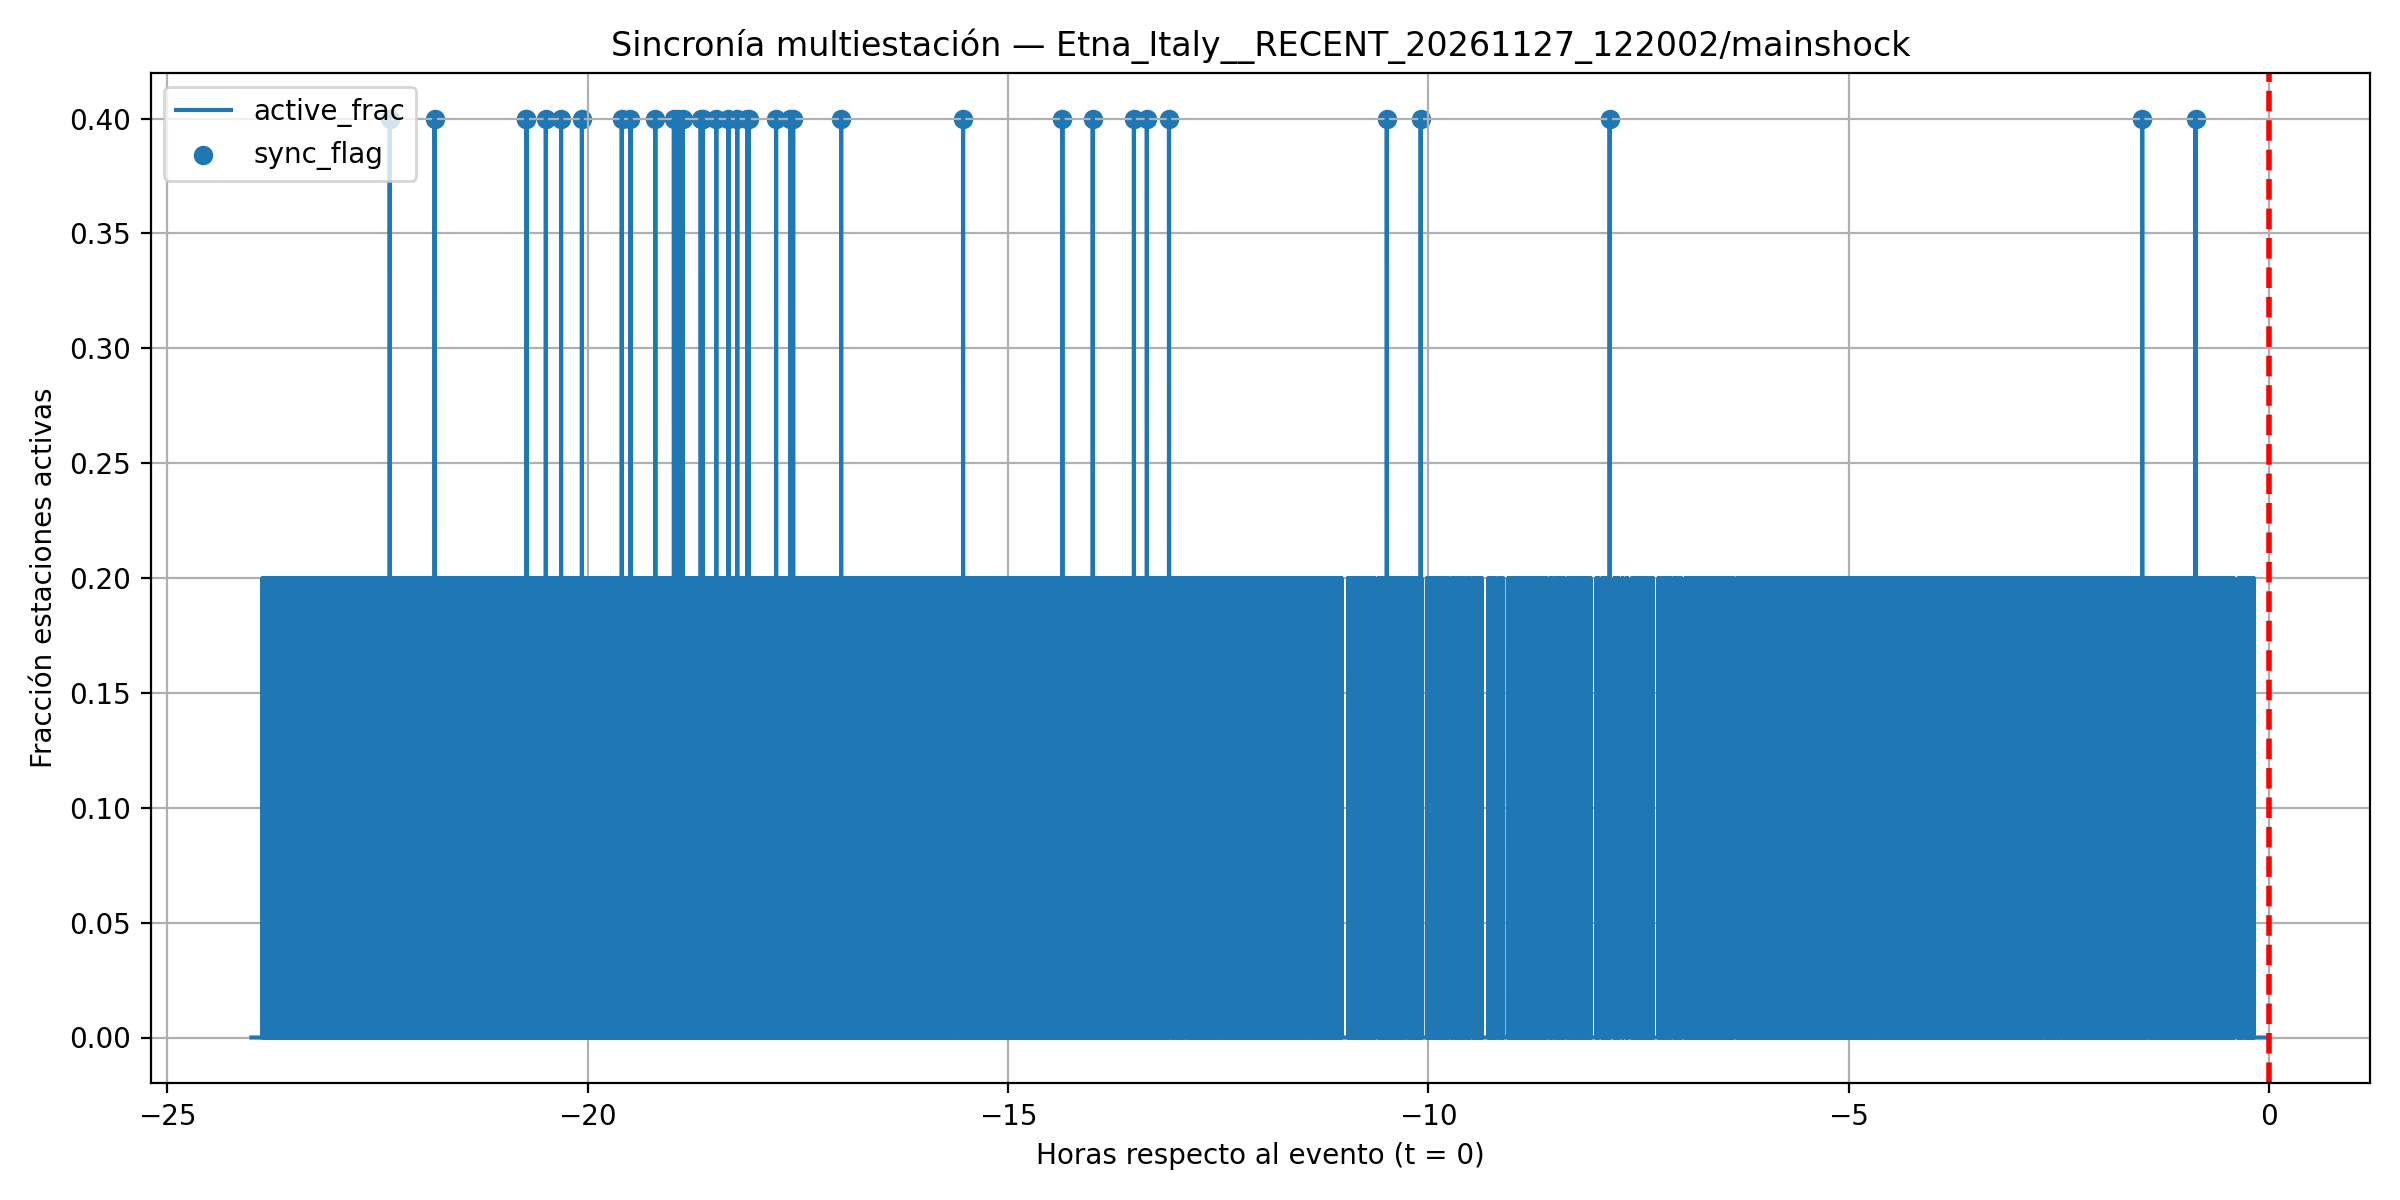 Sincronía multiestación — Etna_Italy__RECENT_20261127_122002/mainshock
active_frac
sync_flag
Fracción estaciones activas
0.40
0.35
0.30
0.25
0.20
0.15
0.10
0.05
0.00
−25 −20 −15 −10 −5 0
Horas respecto al evento (t = 0)